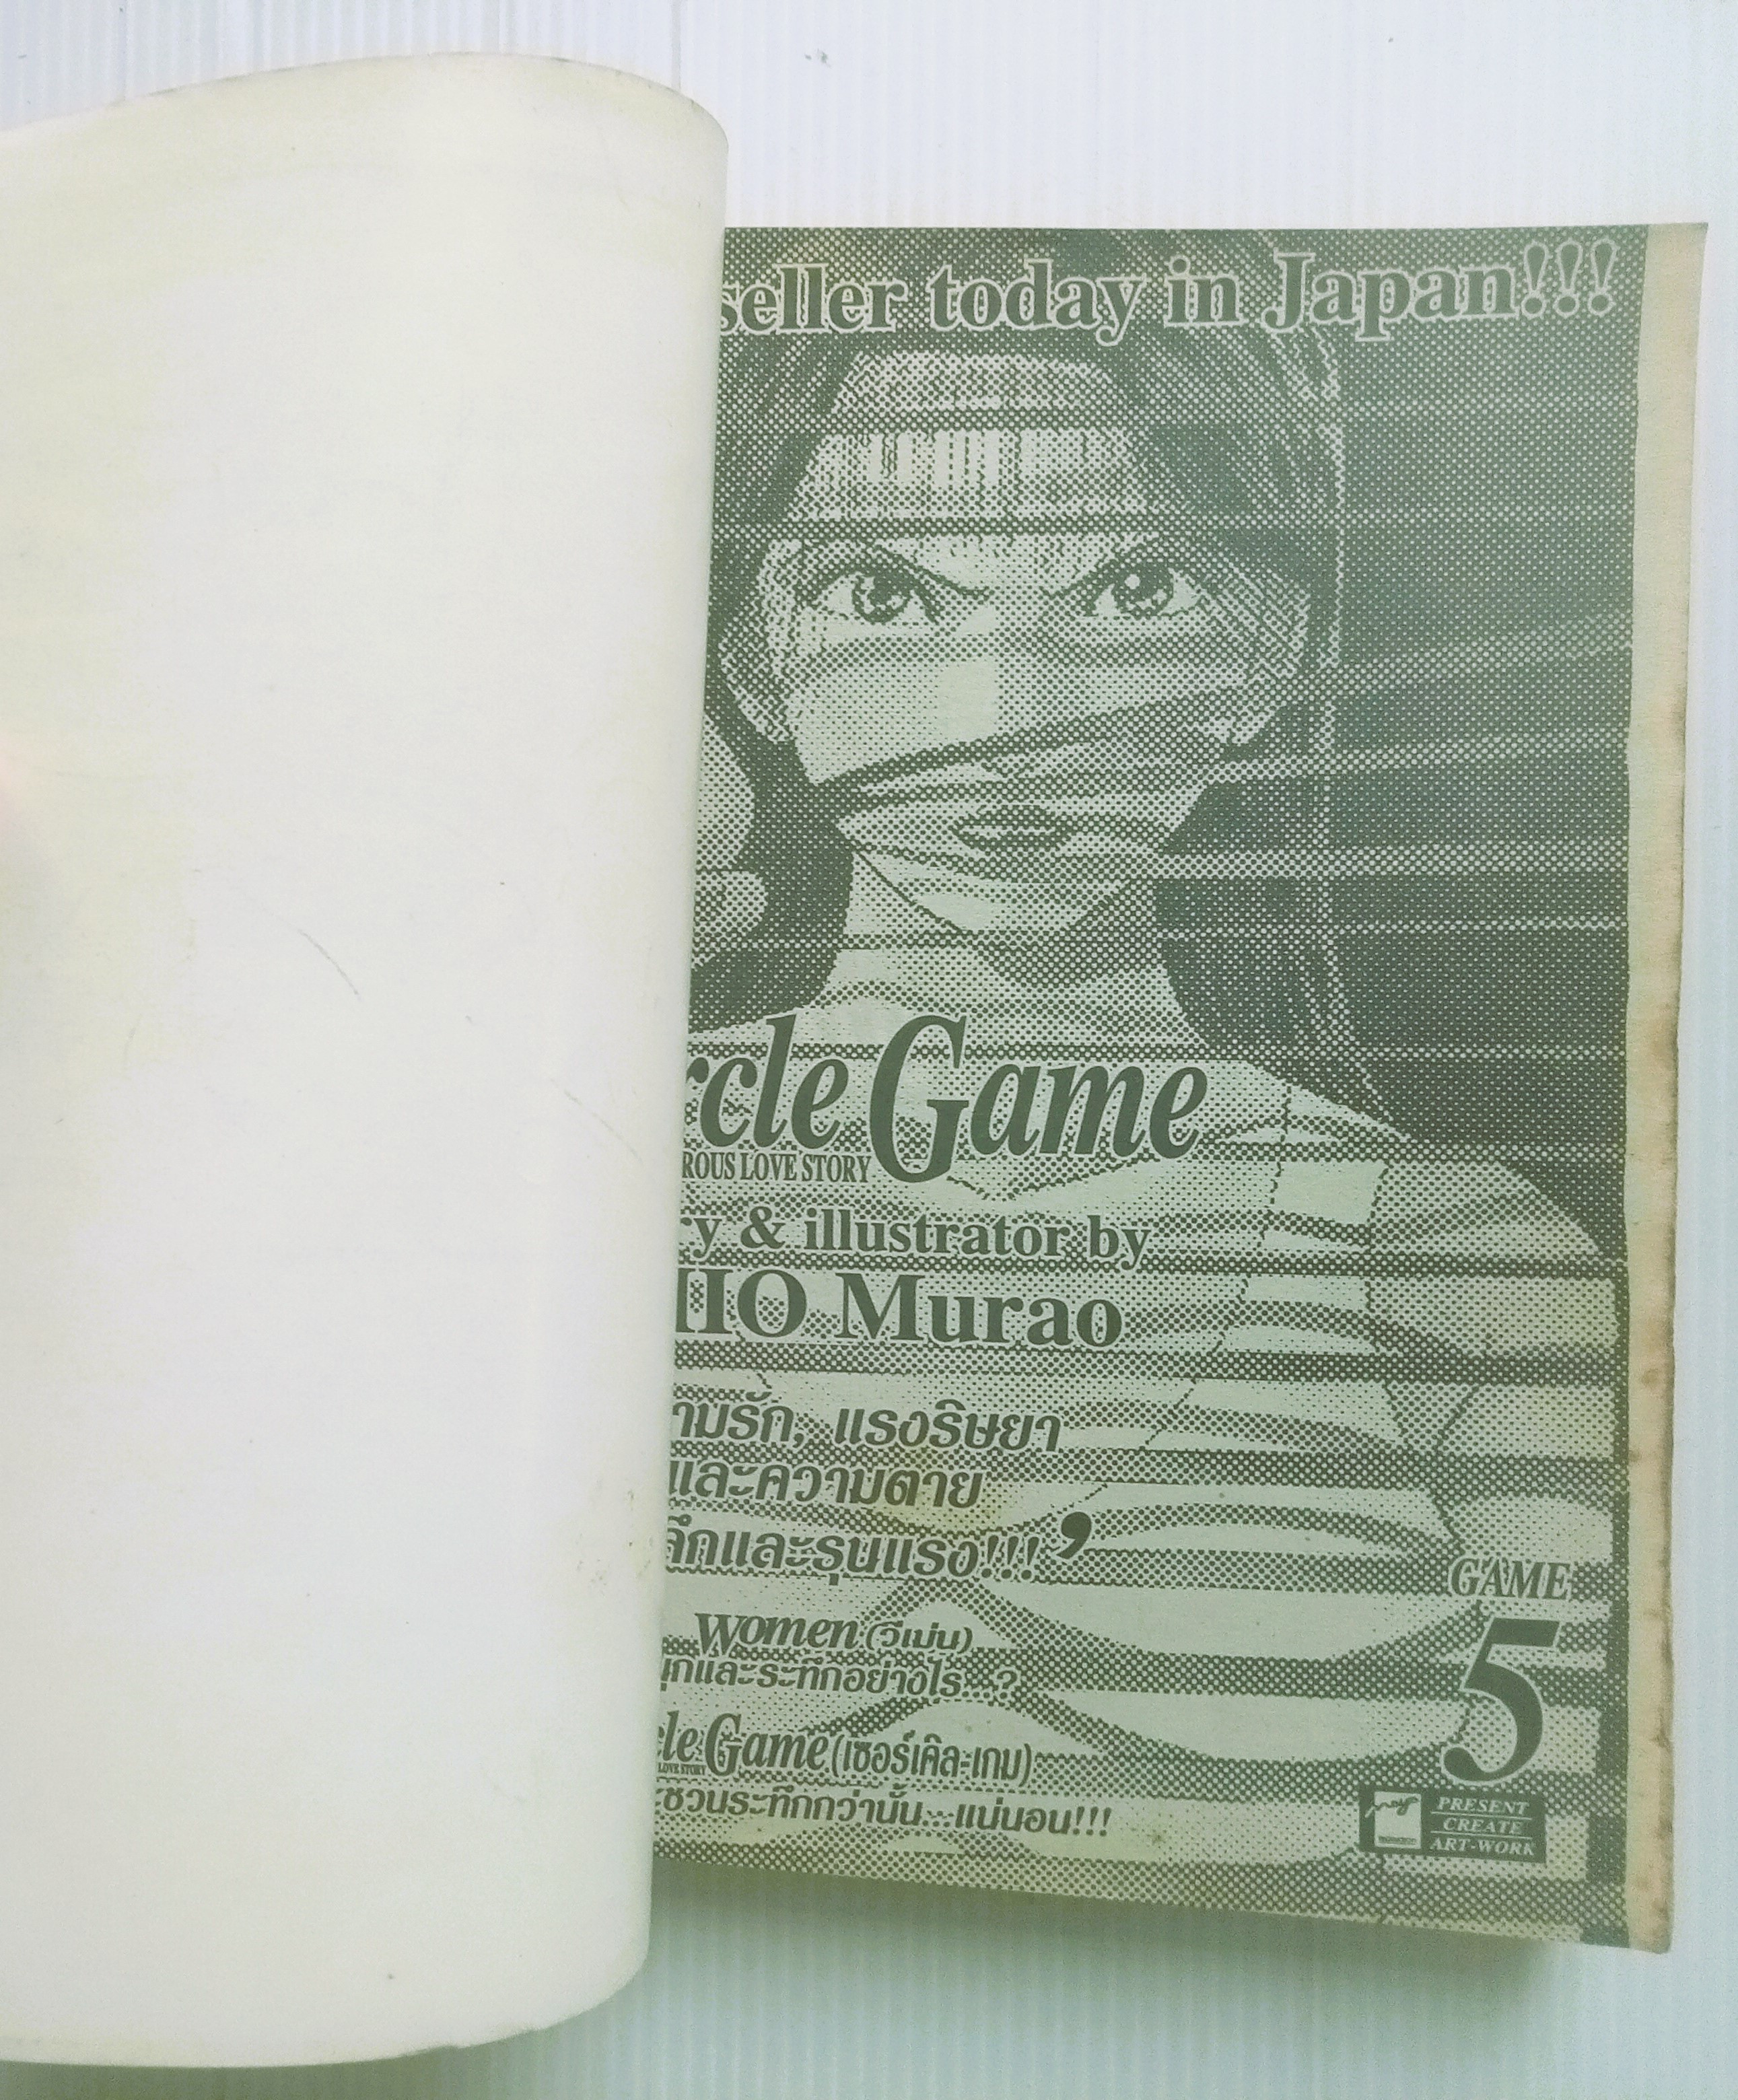 seller today in Japan!!!
rcle Game
ROUS LOVE STORY
ry & illustrator by
IIO Murao
ามรัก, แรงริษยา
และความตาย
ลึกและรุนแรง!!!’
GAME
5
Women (วีเม่น)
นุกและระทึกอย่างไร...?
cle Game (เซอร์เคิล-เกม)
LOVE STORY
ะชวนระทึกกว่านั้น...แน่นอน!!!
PRESENT
CREATE
ART-WORK